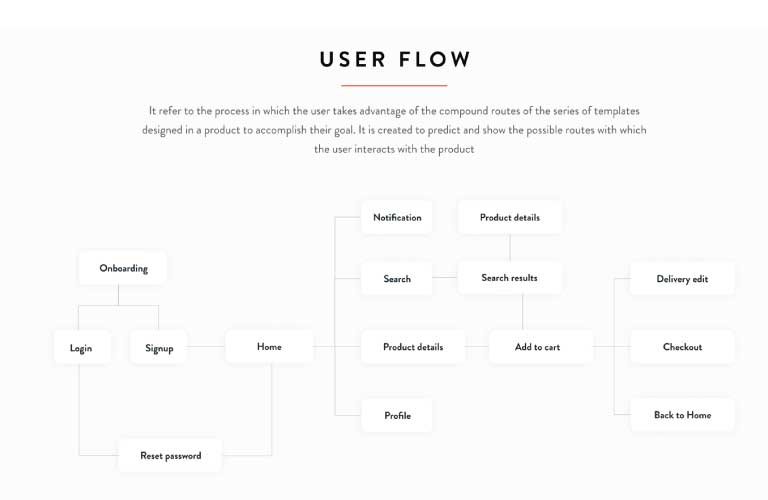 USER FLOW
It refer to the process in which the user takes advantage of the compound routes of the series of templates
designed in a product to accomplish their goal. It is created to predict and show the possible routes with which
the user interacts with the product
Notification
Product details
Onboarding
Search
Search results
Delivery edit
Login
Signup
Home
Product details
Add to cart
Checkout
Profile
Back to Home
Reset password